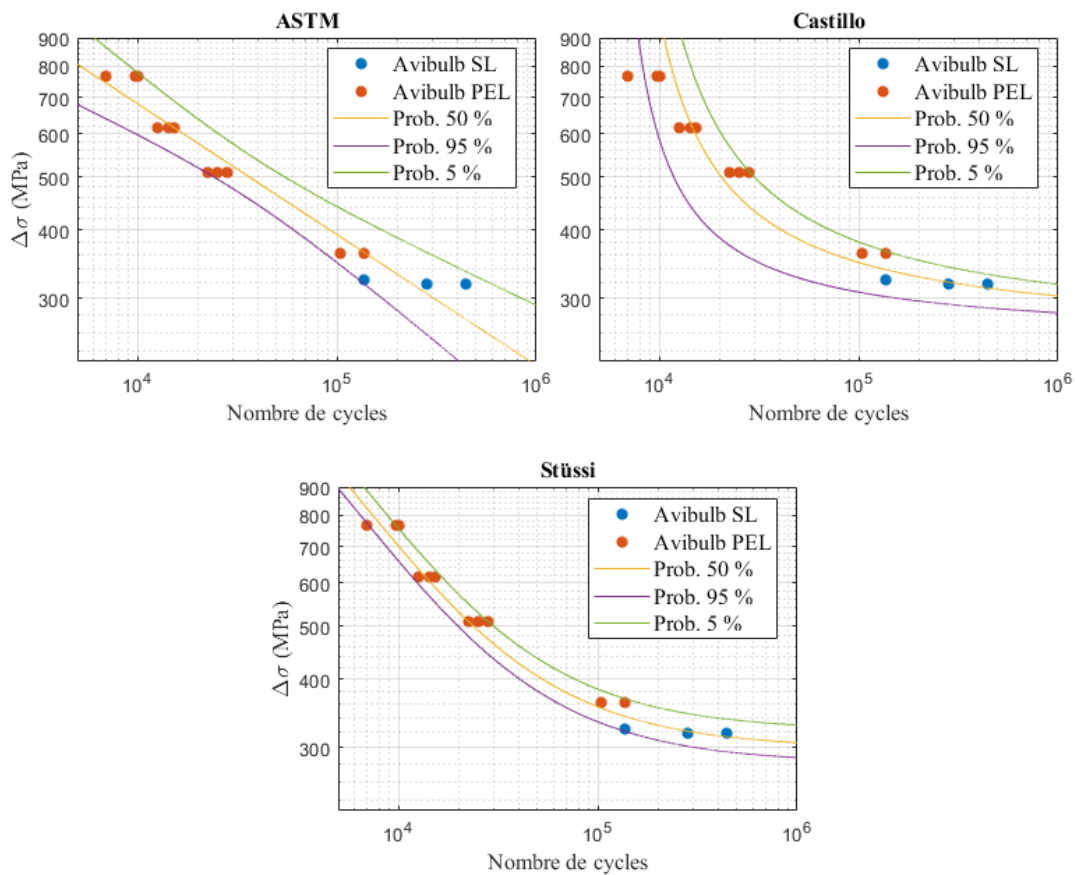 ASTM
900
800
700
600
500
400
300
Δσ (MPa)
Avibulb SL
Avibulb PEL
Prob. 50 %
Prob. 95 %
Prob. 5 %
10^4
10^5
10^6
Nombre de cycles
Castillo
900
800
700
600
500
400
300
Avibulb SL
Avibulb PEL
Prob. 50 %
Prob. 95 %
Prob. 5 %
10^4
10^5
10^6
Nombre de cycles
Stüssi
900
800
700
600
500
400
300
Δσ (MPa)
Avibulb SL
Avibulb PEL
Prob. 50 %
Prob. 95 %
Prob. 5 %
10^4
10^5
10^6
Nombre de cycles